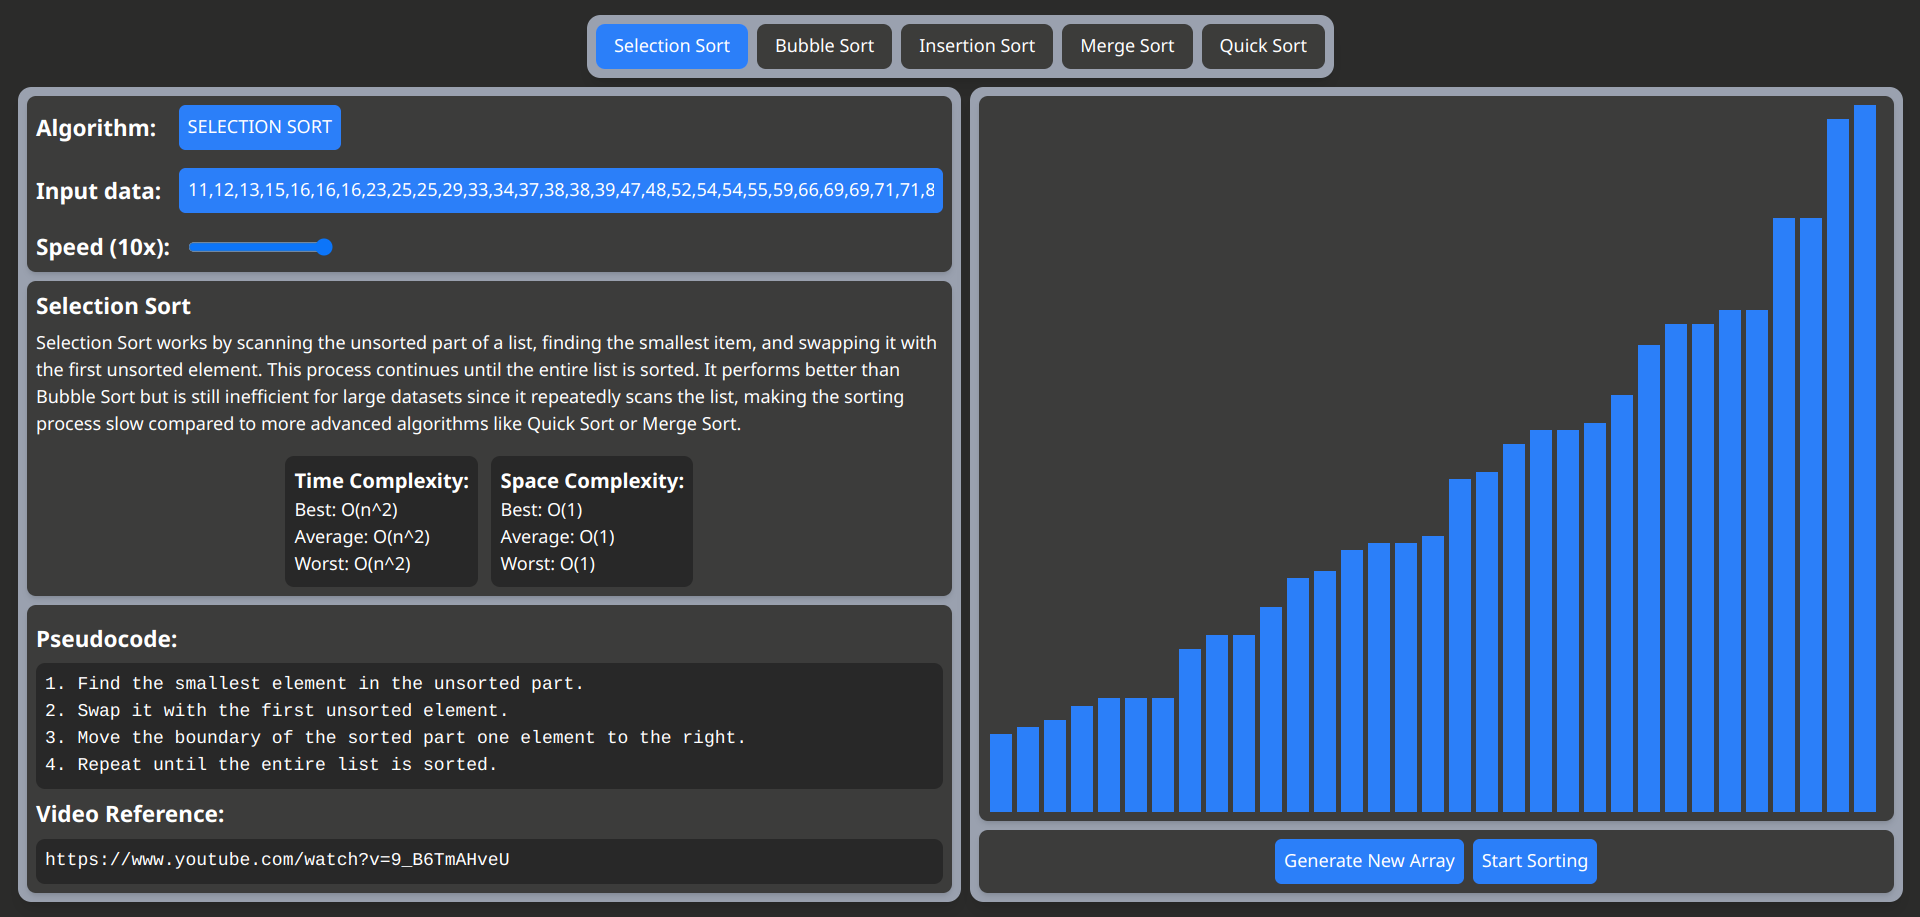 Selection Sort
Bubble Sort
Insertion Sort
Merge Sort
Quick Sort
Algorithm:
SELECTION SORT
Input data:
11,12,13,15,16,16,16,23,25,25,29,33,34,37,38,38,39,47,48,52,54,54,55,59,66,69,69,71,71,8
Speed (10x):
Selection Sort
Selection Sort works by scanning the unsorted part of a list, finding the smallest item, and swapping it with
the first unsorted element. This process continues until the entire list is sorted. It performs better than
Bubble Sort but is still inefficient for large datasets since it repeatedly scans the list, making the sorting
process slow compared to more advanced algorithms like Quick Sort or Merge Sort.
Time Complexity:
Best: O(n^2)
Average: O(n^2)
Worst: O(n^2)
Space Complexity:
Best: O(1)
Average: O(1)
Worst: O(1)
Pseudocode:
1. Find the smallest element in the unsorted part.
2. Swap it with the first unsorted element.
3. Move the boundary of the sorted part one element to the right.
4. Repeat until the entire list is sorted.
Video Reference:
https://www.youtube.com/watch?v=9_B6TmAHveU
Generate New Array
Start Sorting